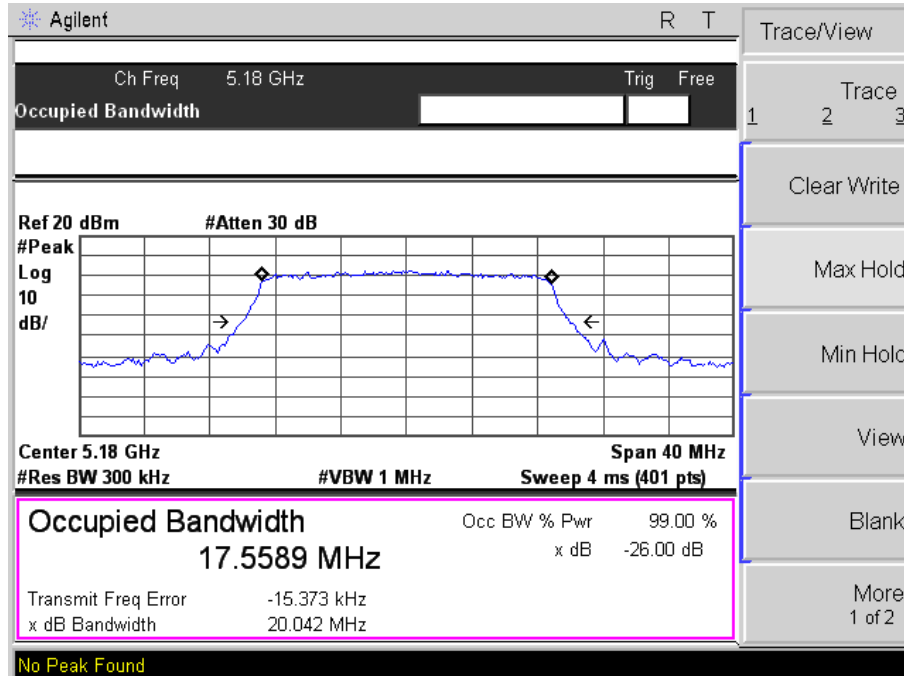 Agilent R T
Trace/View
Ch Freq 5.18 GHz Trig Free
Occupied Bandwidth
Trace
1 2 3
Clear Write
Max Hold
Min Hold
View
Blank
More
1 of 2
Ref 20 dBm #Atten 30 dB
#Peak
Log
10
dB/
Center 5.18 GHz Span 40 MHz
#Res BW 300 kHz #VBW 1 MHz Sweep 4 ms (401 pts)
Occupied Bandwidth Occ BW % Pwr 99.00 %
17.5589 MHz x dB -26.00 dB
Transmit Freq Error -15.373 kHz
x dB Bandwidth 20.042 MHz
No Peak Found